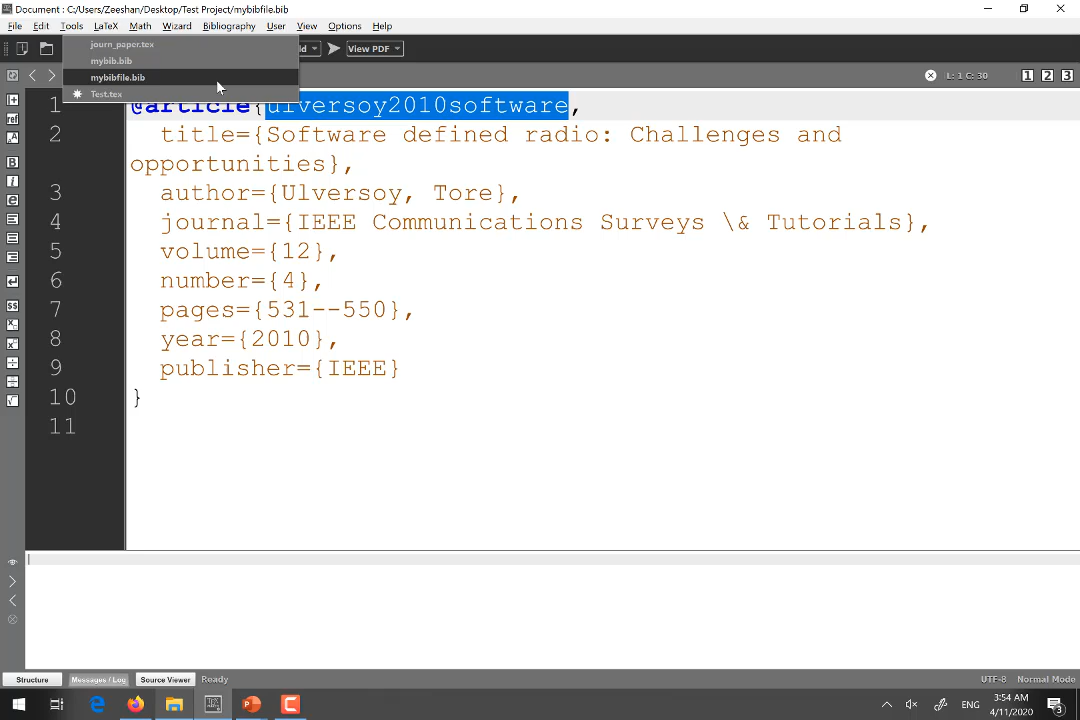 Document : C:/Users/Zeeshan/Desktop/Test Project/mybibfile.bib
File Edit Tools LaTeX Math Wizard Bibliography User View Options Help
journ_paper.tex
mybib.bib
mybibfile.bib
Test.tex
View PDF
L: 1 C: 30
1 2 3
1 @article{ulversoy2010software,
2 title={Software defined radio: Challenges and
opportunities},
3 author={Ulversoy, Tore},
4 journal={IEEE Communications Surveys \& Tutorials},
5 volume={12},
6 number={4},
7 pages={531--550},
8 year={2010},
9 publisher={IEEE}
10 }
11
Structure Messages / Log Source Viewer Ready
UTF-8 Normal Mode
ENG
3:54 AM
4/11/2020
3